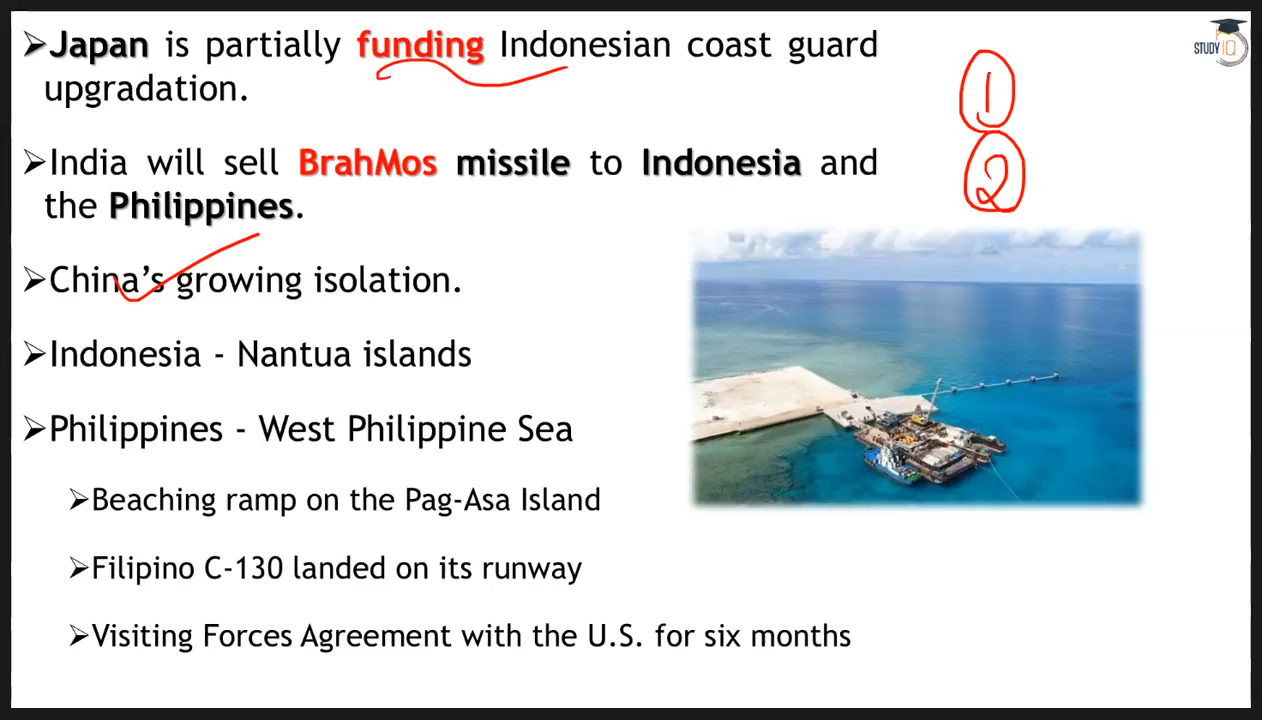 ➢Japan is partially funding Indonesian coast guard
upgradation.
➢India will sell BrahMos missile to Indonesia and
the Philippines.
➢China’s growing isolation.
➢Indonesia - Nantua islands
➢Philippines - West Philippine Sea
➢Beaching ramp on the Pag-Asa Island
➢Filipino C-130 landed on its runway
➢Visiting Forces Agreement with the U.S. for six months
1
2
STUDY IQ